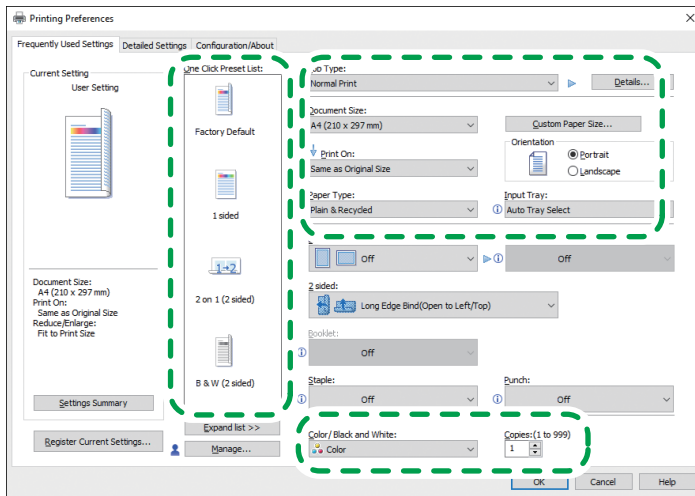 Printing Preferences
Frequently Used Settings
Detailed Settings
Configuration/About
Current Setting
User Setting
Document Size:
A4 (210 x 297 mm)
Print On:
Same as Original Size
Reduce/Enlarge:
Fit to Print Size
Settings Summary
Register Current Settings...
One Click Preset List:
Factory Default
1 sided
1→2
2 on 1 (2 sided)
B & W (2 sided)
Expand list >>
Manage...
Job Type:
Normal Print
Details...
Document Size:
A4 (210 x 297 mm)
Custom Paper Size...
Print On:
Same as Original Size
Orientation
Portrait
Landscape
Paper Type:
Plain & Recycled
Input Tray:
Auto Tray Select
Off
Off
2 sided:
Long Edge Bind(Open to Left/Top)
Booklet:
Off
Staple:
Off
Punch:
Off
Color/ Black and White:
Color
Copies:(1 to 999)
1
OK
Cancel
Help